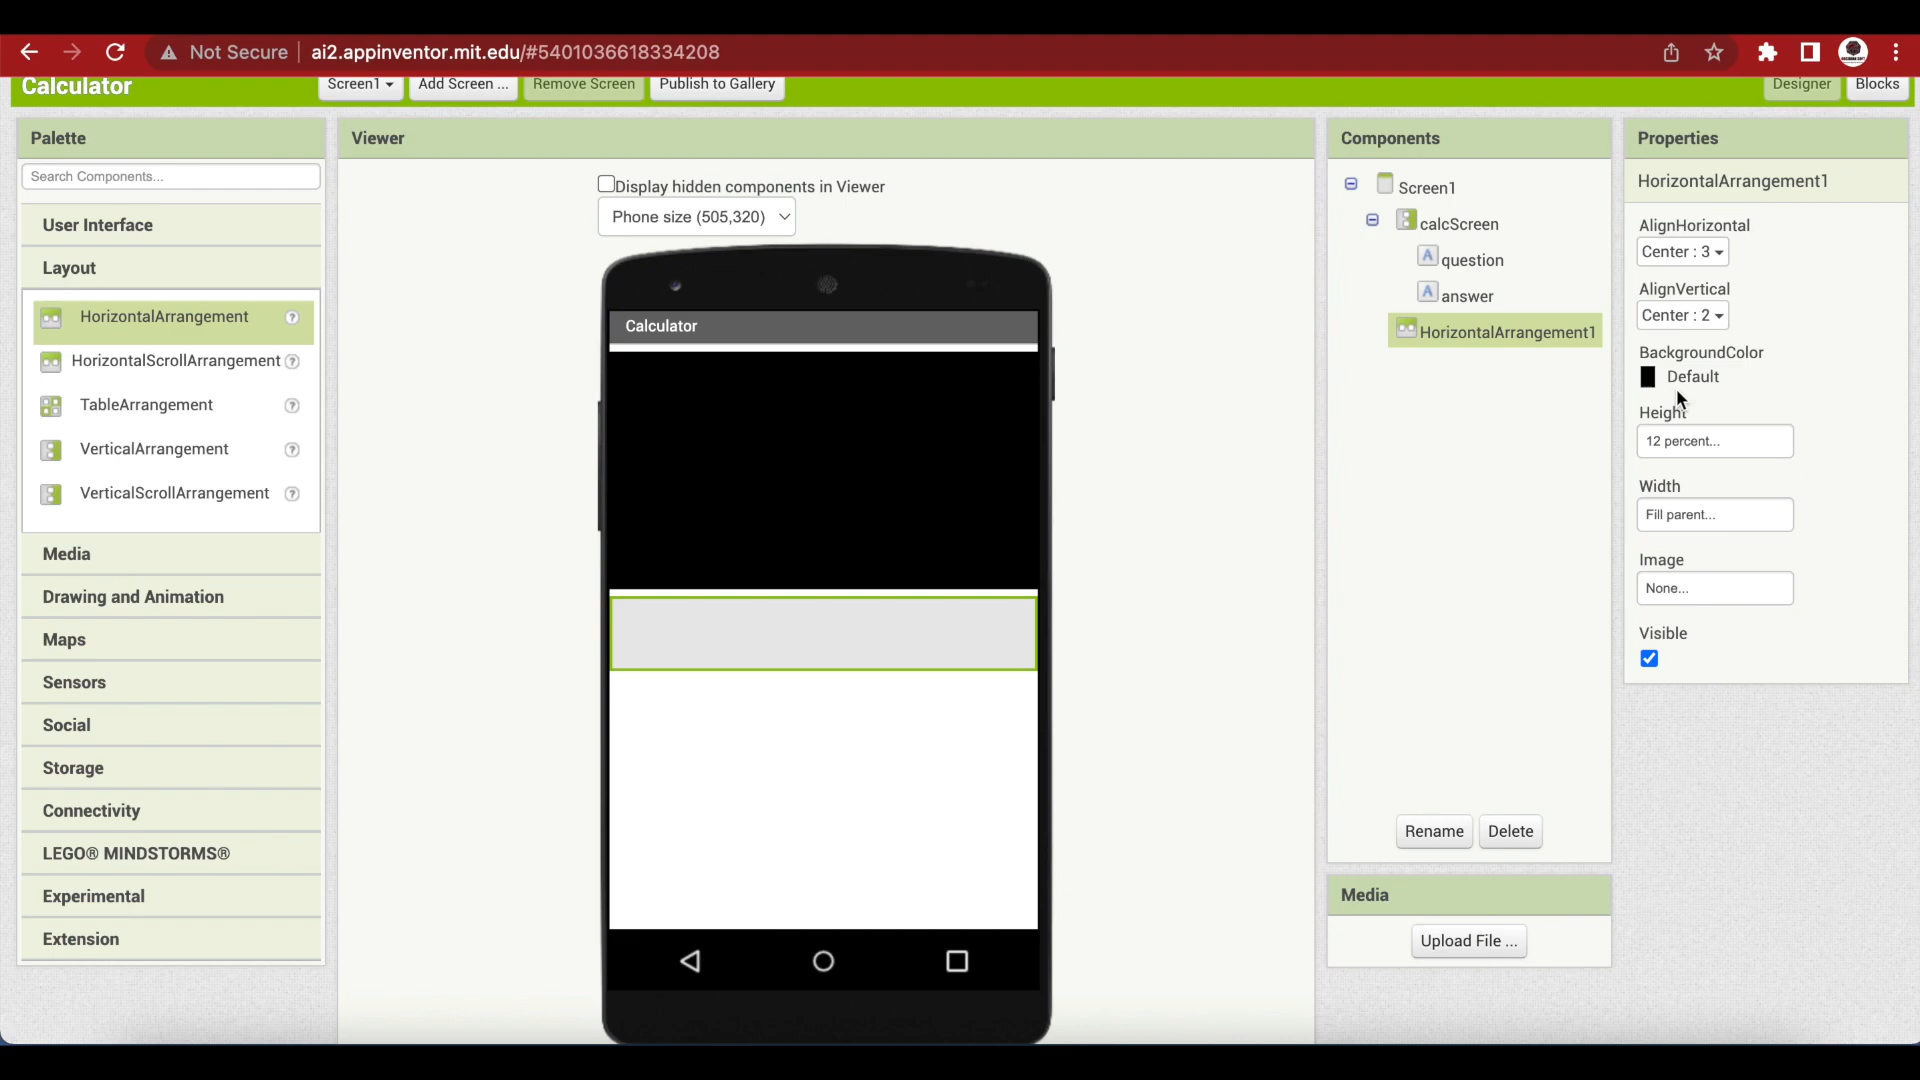 Not Secure
ai2.appinventor.mit.edu/#5401036618334208
Calculator
Screen1
Add Screen ...
Remove Screen
Publish to Gallery
Designer
Blocks
Palette
Search Components...
User Interface
Layout
HorizontalArrangement
?
HorizontalScrollArrangement
?
TableArrangement
?
VerticalArrangement
?
VerticalScrollArrangement
?
Media
Drawing and Animation
Maps
Sensors
Social
Storage
Connectivity
LEGO® MINDSTORMS®
Experimental
Extension
Viewer
Display hidden components in Viewer
Phone size (505,320)
Calculator
Components
Screen1
calcScreen
A question
A answer
HorizontalArrangement1
Rename
Delete
Media
Upload File ...
Properties
HorizontalArrangement1
AlignHorizontal
Center : 3
AlignVertical
Center : 2
BackgroundColor
Default
Height
12 percent...
Width
Fill parent...
Image
None...
Visible